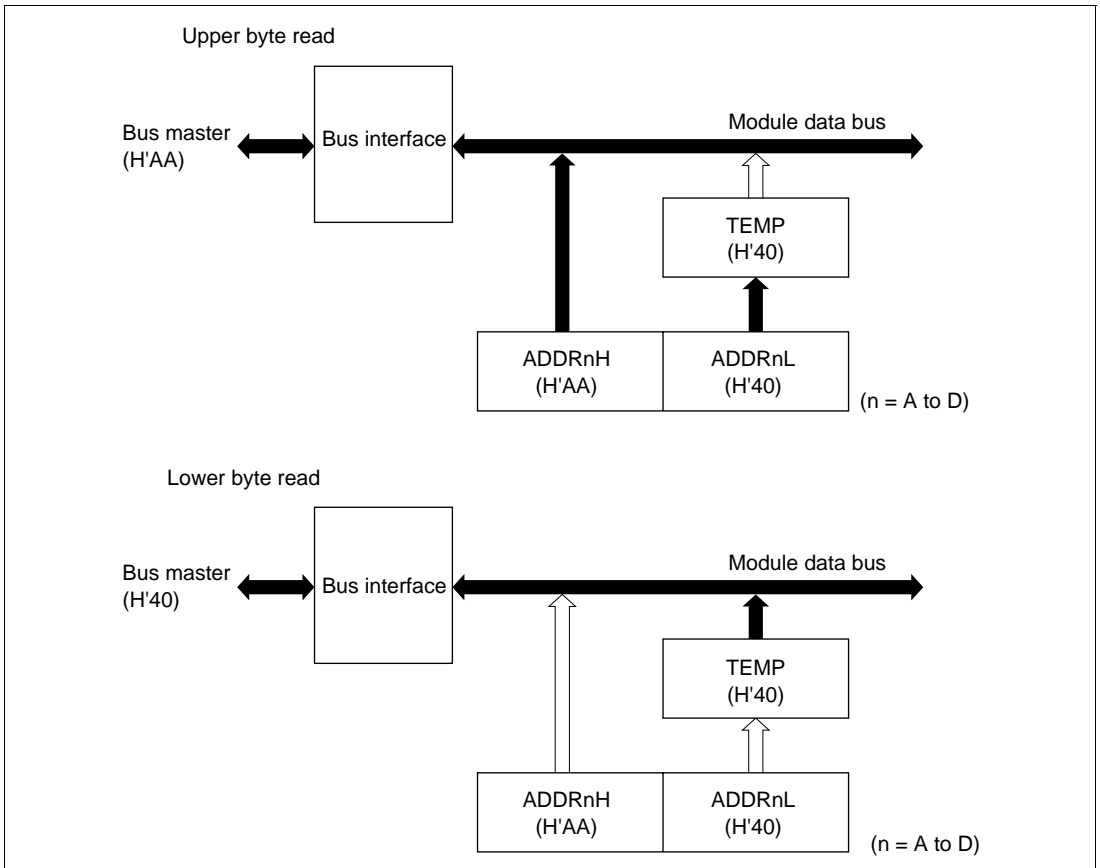 Upper byte read
Bus master
(H'AA)
Bus interface
Module data bus
TEMP
(H'40)
ADDRnH
(H'AA)
ADDRnL
(H'40)
(n = A to D)
Lower byte read
Bus master
(H'40)
Bus interface
Module data bus
TEMP
(H'40)
ADDRnH
(H'AA)
ADDRnL
(H'40)
(n = A to D)